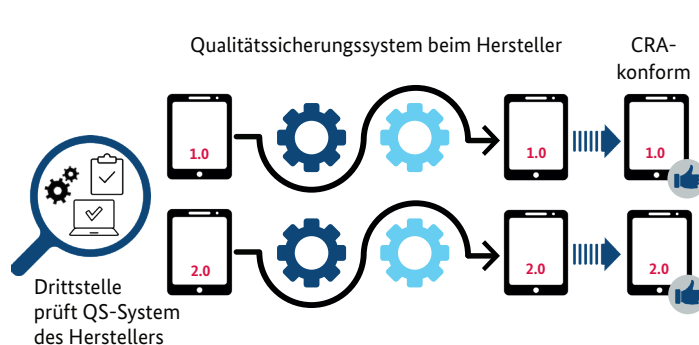 Qualitätssicherungssystem beim Hersteller
CRA-
konform
1.0
1.0
1.0
2.0
2.0
2.0
Drittstelle
prüft QS-System
des Herstellers